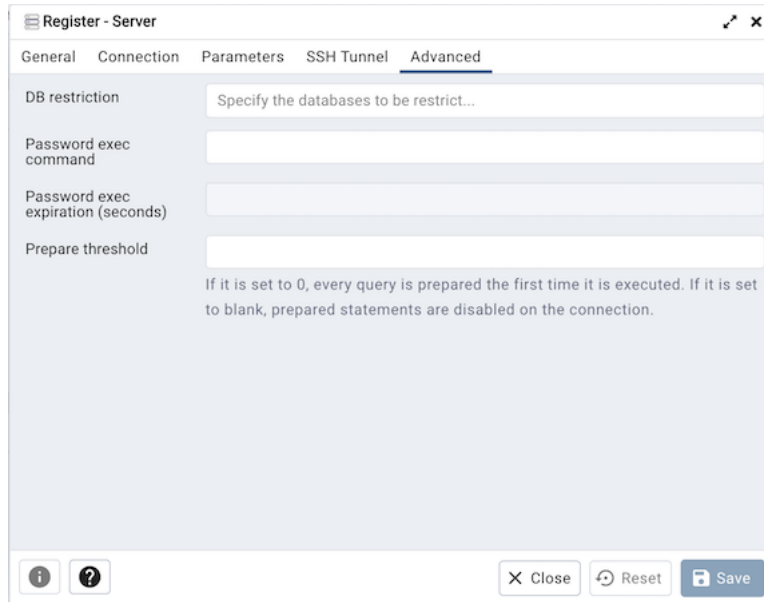 Register - Server
General Connection Parameters SSH Tunnel Advanced
DB restriction
Specify the databases to be restrict...
Password exec
command
Password exec
expiration (seconds)
Prepare threshold
If it is set to 0, every query is prepared the first time it is executed. If it is set
to blank, prepared statements are disabled on the connection.
Close Reset Save